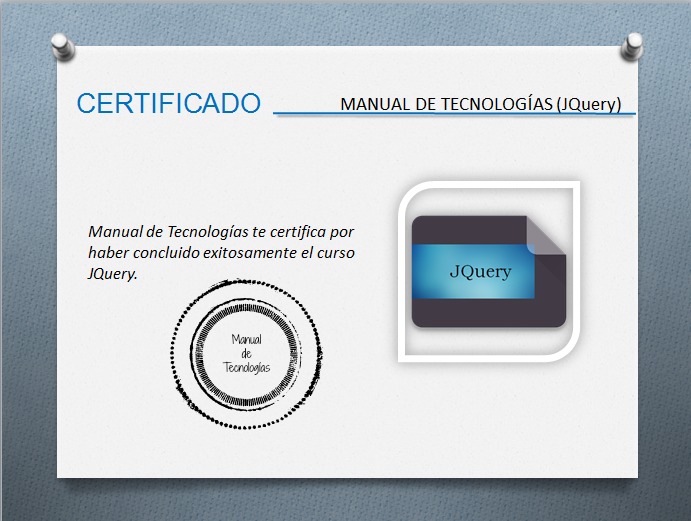 CERTIFICADO
MANUAL DE TECNOLOGÍAS (JQuery)
Manual de Tecnologías te certifica por
haber concluido exitosamente el curso
JQuery.
JQuery
Manual
de
Tecnologías